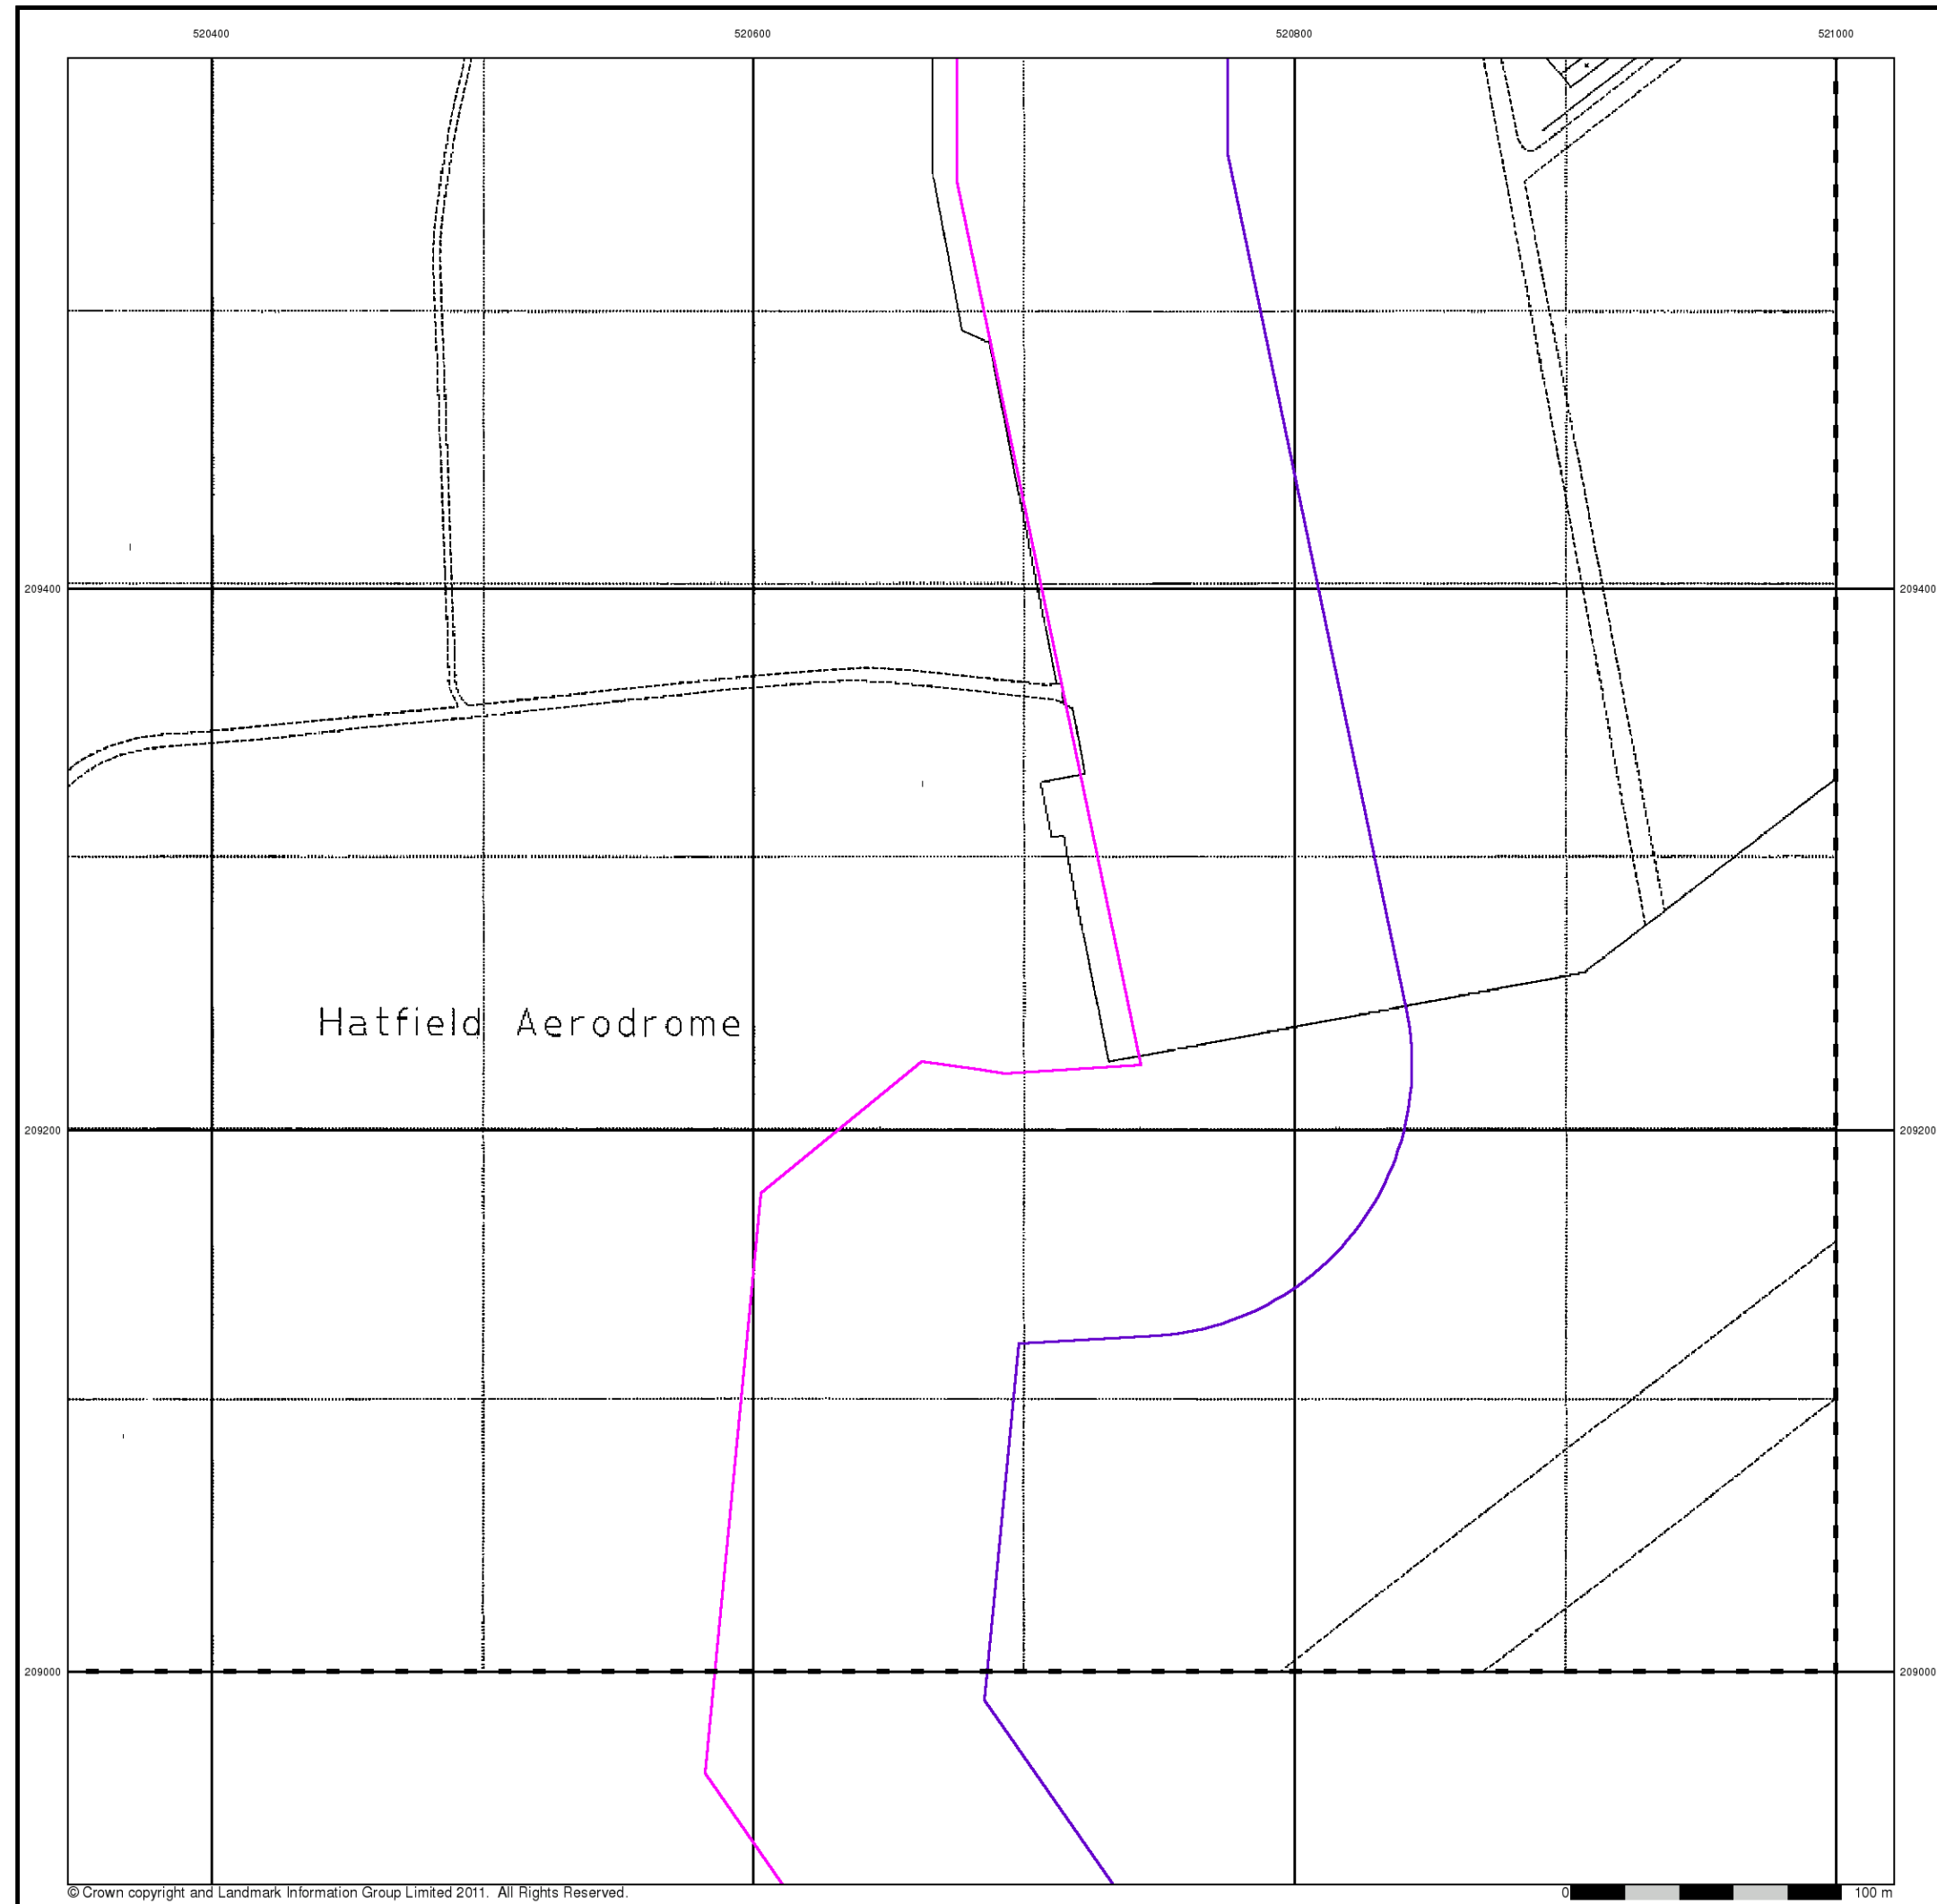 520400 520600 520800 521000
209400 209400
Hatfield Aerodrome
209200 209200
209000 209000
© Crown copyright and Landmark Information Group Limited 2011. All Rights Reserved. 0 100 m